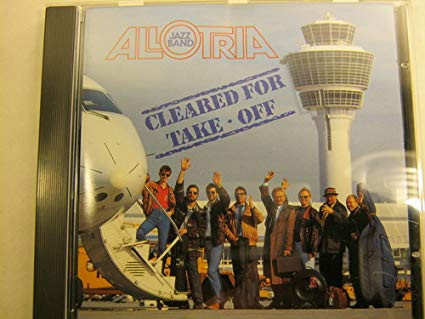 ALLOTRIA
JAZZ
BAND
CLEARED FOR
TAKE - OFF